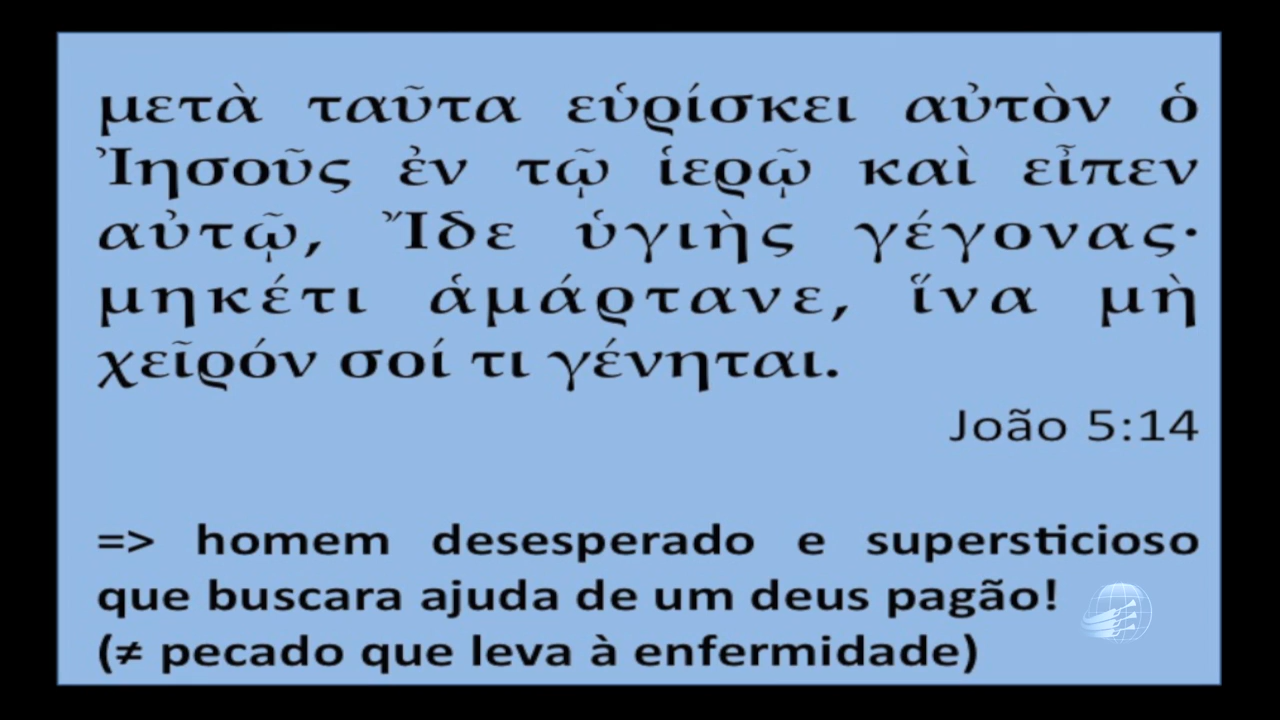 μετὰ ταῦτα εὑρίσκει αὐτὸν ὁ
Ἰησοῦς ἐν τῷ ἱερῷ καὶ εἶπεν
αὐτῷ, Ἴδε ὑγιὴς γέγονας·
μηκέτι ἁμάρτανε, ἵνα μὴ
χεῖρόν σοί τι γένηται.
João 5:14
=> homem desesperado e supersticioso
que buscara ajuda de um deus pagão!
(≠ pecado que leva à enfermidade)